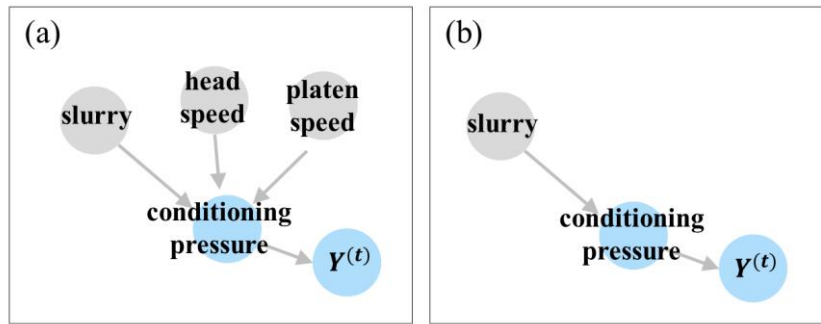 (a)
slurry
head
speed
platen
speed
conditioning
pressure
Y^(t)
(b)
slurry
conditioning
pressure
Y^(t)